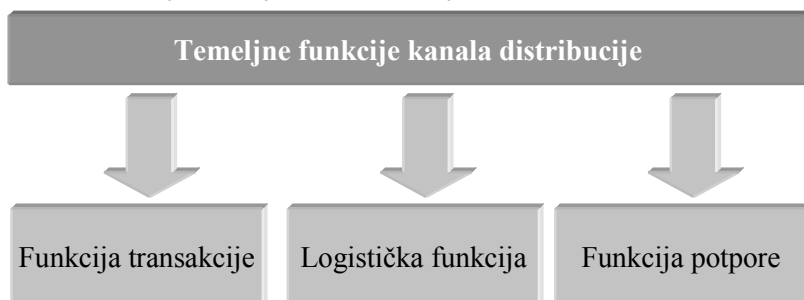 Temeljne funkcije kanala distribucije
Funkcija transakcije
Logistička funkcija
Funkcija potpore